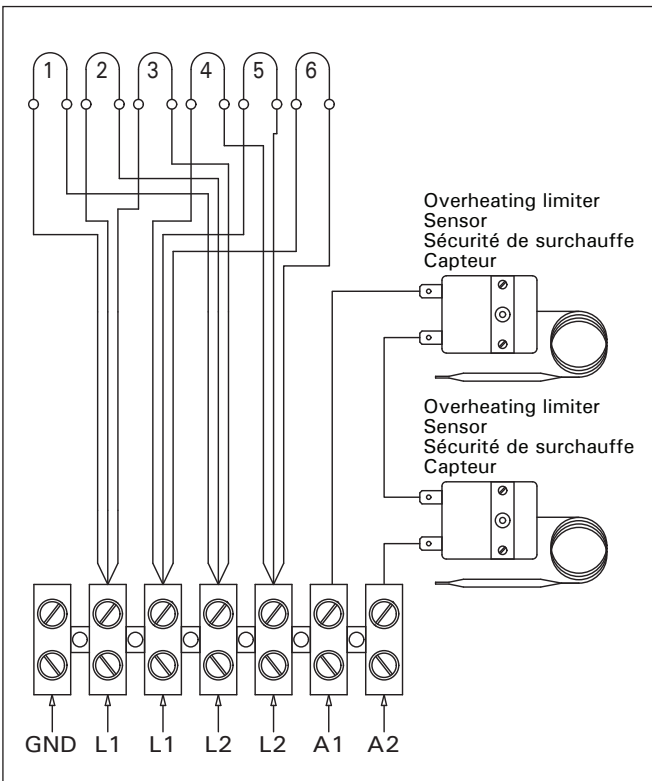 1 2 3 4 5 6
Overheating limiter
Sensor
Sécurité de surchauffe
Capteur
Overheating limiter
Sensor
Sécurité de surchauffe
Capteur
GND L1 L1 L2 L2 A1 A2